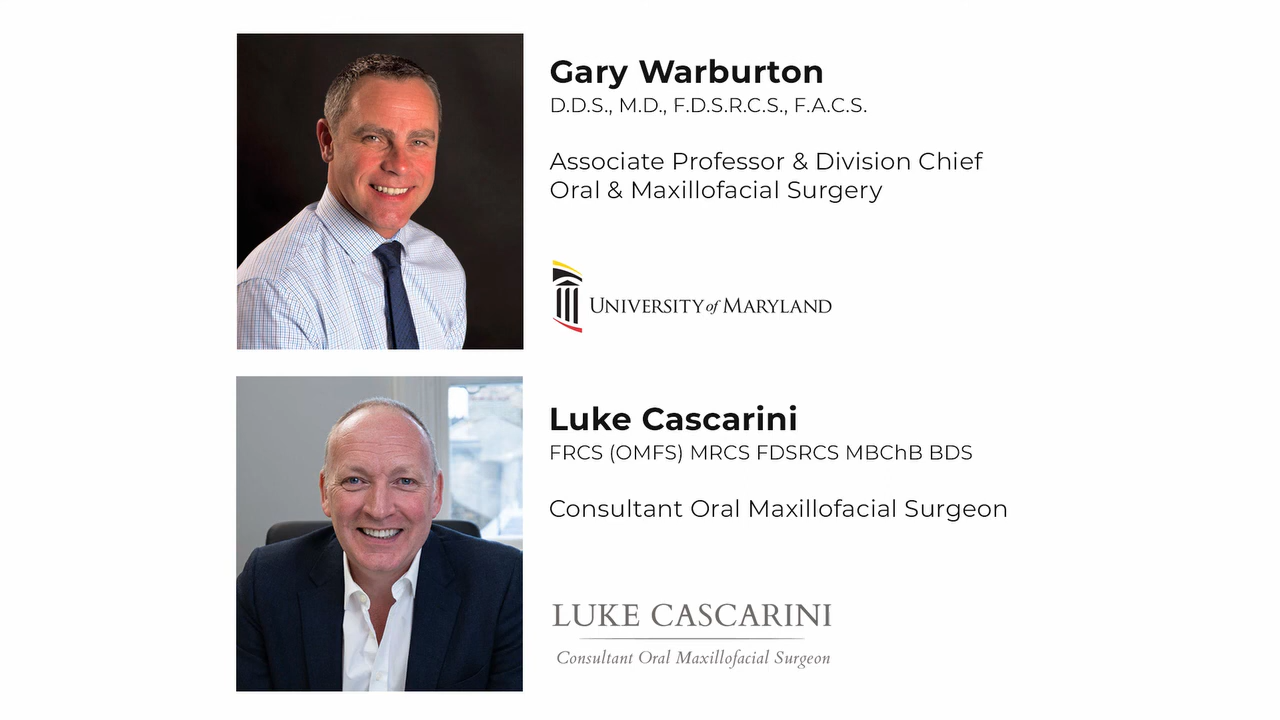 Gary Warburton
D.D.S., M.D., F.D.S.R.C.S., F.A.C.S.
Associate Professor & Division Chief
Oral & Maxillofacial Surgery
UNIVERSITY of MARYLAND
Luke Cascarini
FRCS (OMFS) MRCS FDSRCS MBChB BDS
Consultant Oral Maxillofacial Surgeon
LUKE CASCARINI
Consultant Oral Maxillofacial Surgeon